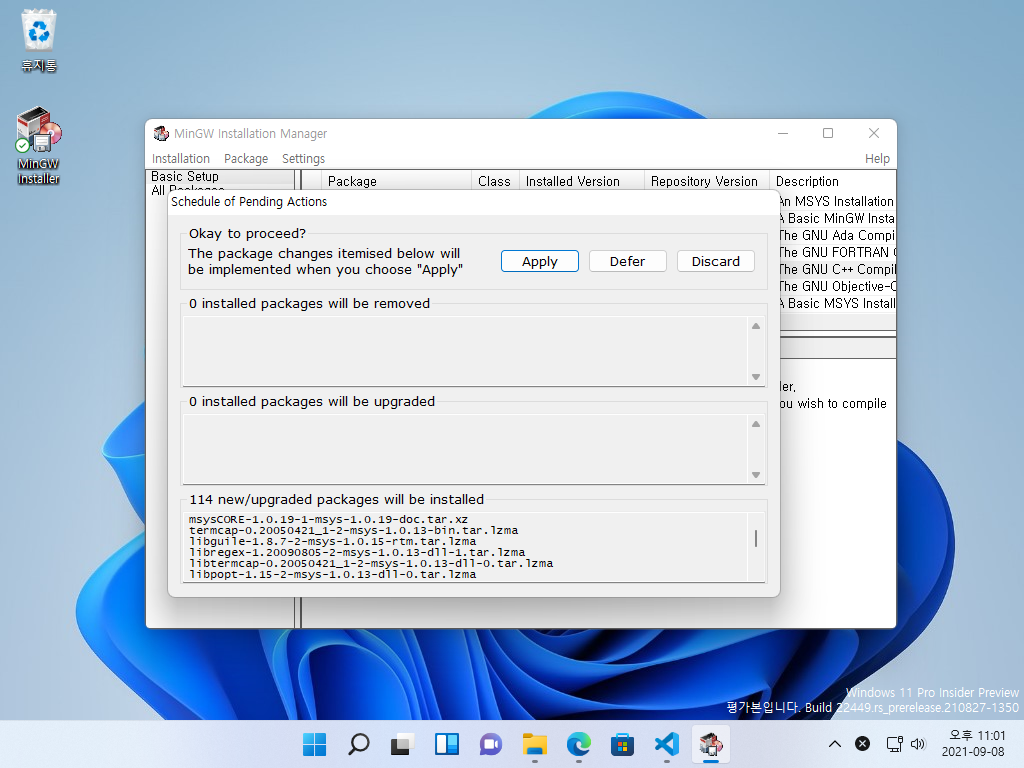 휴지통
MinGW
Installer
MinGW Installation Manager
Installation Package Settings Help
Basic Setup
All Packages
Package Class Installed Version Repository Version Description
An MSYS Installation
A Basic MinGW Insta
The GNU Ada Compi
The GNU FORTRAN
The GNU C++ Compil
The GNU Objective-C
A Basic MSYS Install
ler,
ou wish to compile
Schedule of Pending Actions
Okay to proceed?
The package changes itemised below will
be implemented when you choose "Apply"
Apply Defer Discard
0 installed packages will be removed
0 installed packages will be upgraded
114 new/upgraded packages will be installed
msysCORE-1.0.19-1-msys-1.0.19-doc.tar.xz
termcap-0.20050421_1-2-msys-1.0.13-bin.tar.lzma
libguile-1.8.7-2-msys-1.0.15-rtm.tar.lzma
libregex-1.20090805-2-msys-1.0.13-dll-1.tar.lzma
libtermcap-0.20050421_1-2-msys-1.0.13-dll-0.tar.lzma
libpopt-1.15-2-msys-1.0.13-dll-0.tar.lzma
Windows 11 Pro Insider Preview
평가본입니다. Build 22449.rs_prerelease.210827-1350
오후 11:01
2021-09-08